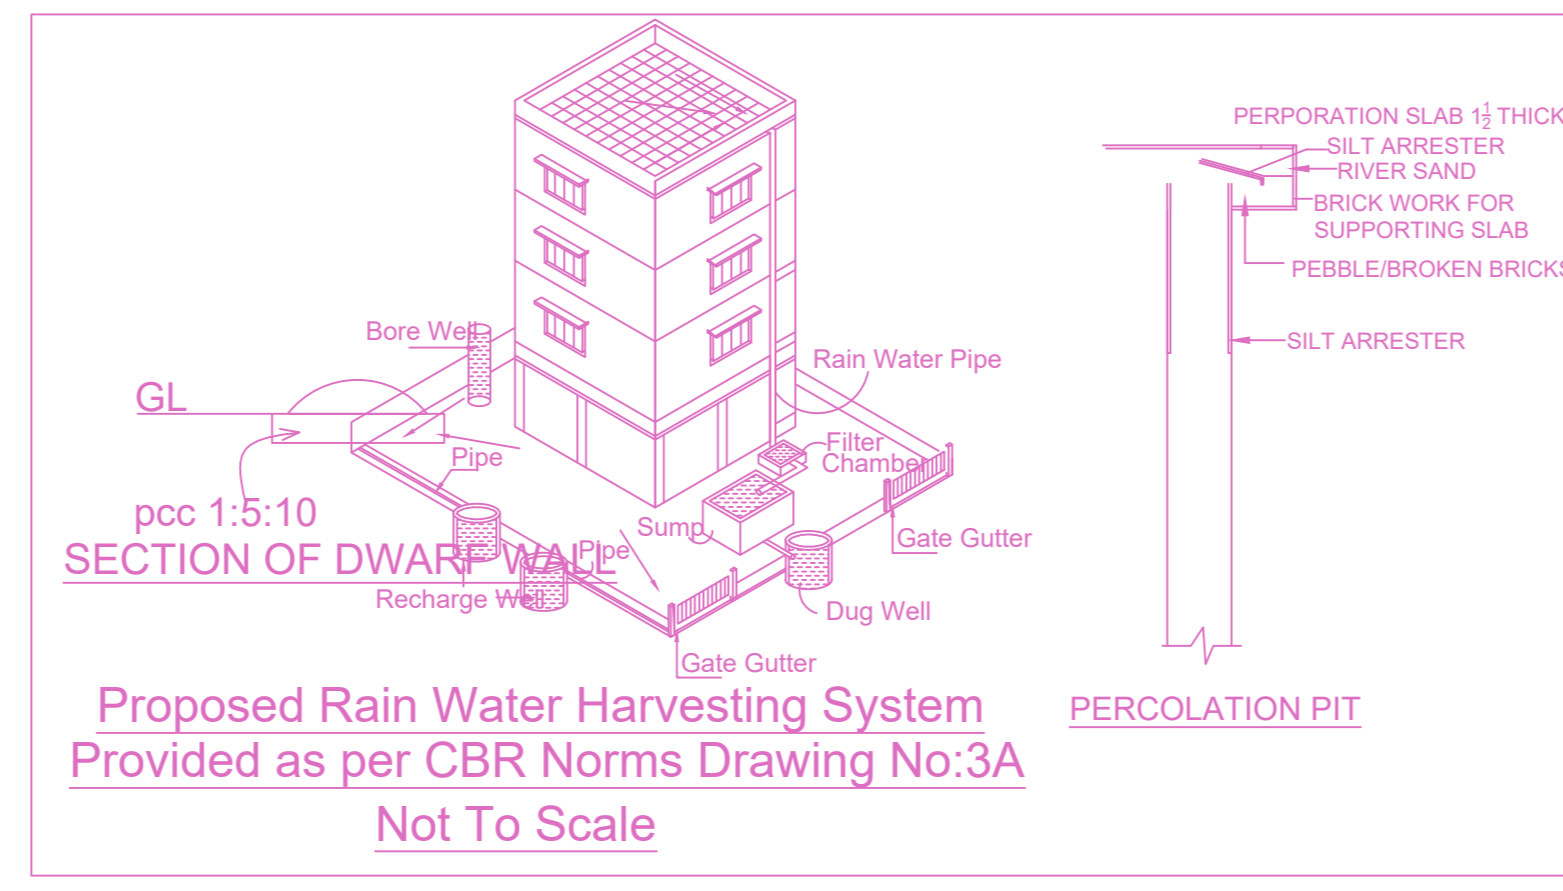 PERPORATION SLAB 1 1/2 THICK
SILT ARRESTER
RIVER SAND
BRICK WORK FOR
SUPPORTING SLAB
PEBBLE/BROKEN BRICKS
SILT ARRESTER
Bore Well
Rain Water Pipe
GL
Filter
Chamber
Pipe
pcc 1:5:10
Sump
Gate Gutter
SECTION OF DWARF WALL
Pipe
Recharge Well
Dug Well
Gate Gutter
Proposed Rain Water Harvesting System
Provided as per CBR Norms Drawing No:3A
Not To Scale
PERCOLATION PIT